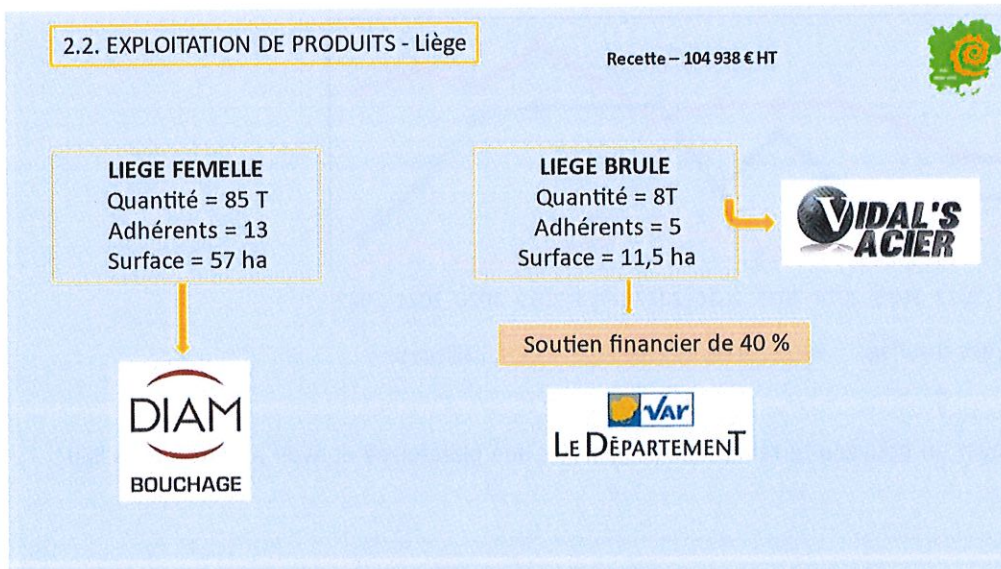 2.2. EXPLOITATION DE PRODUITS - Liège
Recette – 104 938 € HT
LIEGE FEMELLE
Quantité = 85 T
Adhérents = 13
Surface = 57 ha
LIEGE BRULE
Quantité = 8T
Adhérents = 5
Surface = 11,5 ha
VIDAL'S
ACIER
Soutien financier de 40 %
DIAM
BOUCHAGE
VAr
LE DÉPARTEMENT